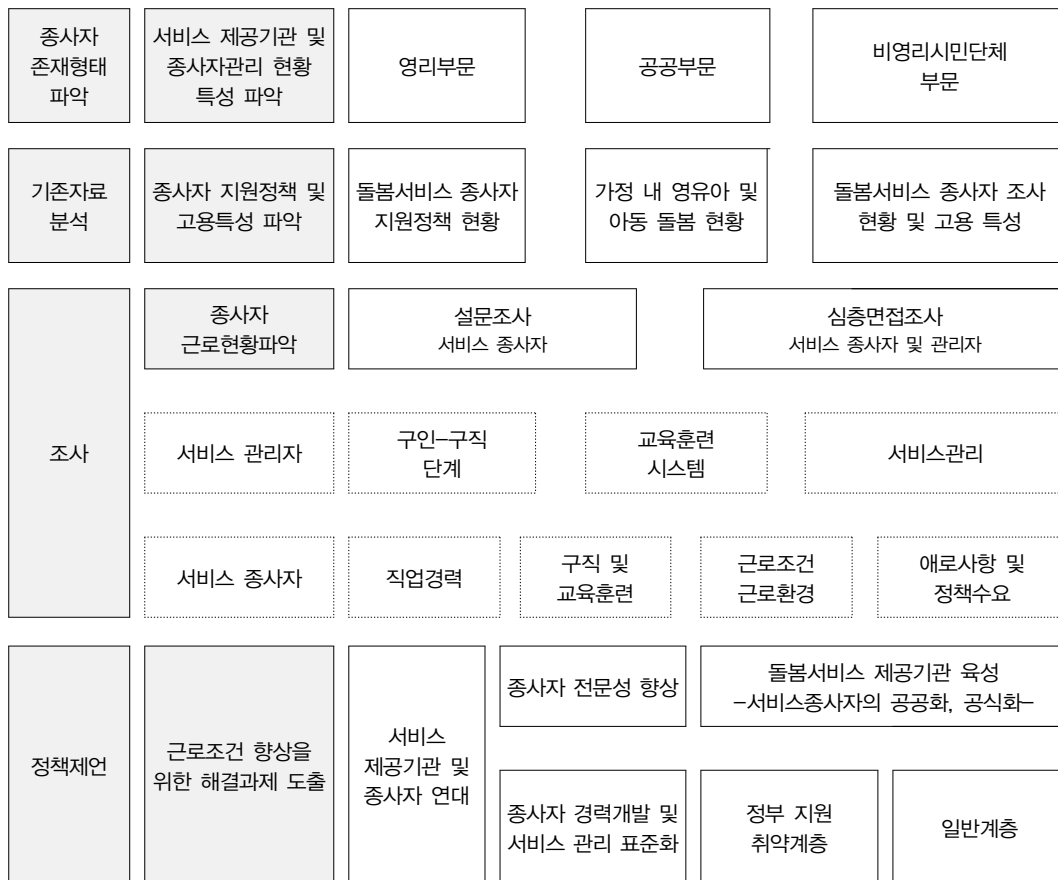 종사자
존재형태
파악
서비스 제공기관 및
종사자관리 현황
특성 파악
영리부문
공공부문
비영리시민단체
부문
기존자료
분석
종사자 지원정책 및
고용특성 파악
돌봄서비스 종사자
지원정책 현황
가정 내 영유아 및
아동 돌봄 현황
돌봄서비스 종사자 조사
현황 및 고용 특성
조사
종사자
근로현황파악
설문조사
서비스 종사자
심층면접조사
서비스 종사자 및 관리자
서비스 관리자
구인–구직
단계
교육훈련
시스템
서비스관리
서비스 종사자
직업경력
구직 및
교육훈련
근로조건
근로환경
애로사항 및
정책수요
정책제언
근로조건 향상을
위한 해결과제 도출
서비스
제공기관 및
종사자 연대
종사자 전문성 향상
돌봄서비스 제공기관 육성
–서비스종사자의 공공화, 공식화–
종사자 경력개발 및
서비스 관리 표준화
정부 지원
취약계층
일반계층